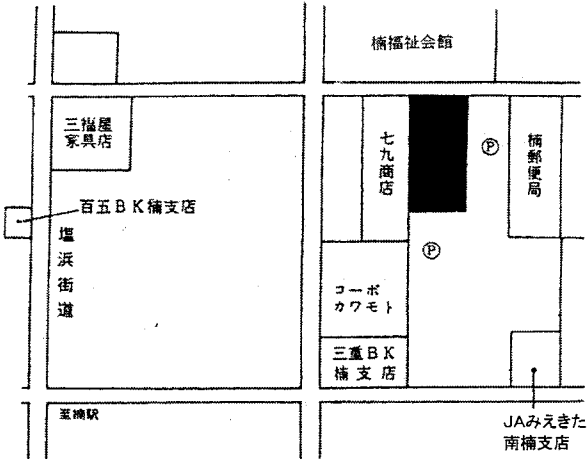 楠福祉会館
三福屋
家具店
七九商店
Ⓟ
楠郵便局
百五BK楠支店
塩浜街道
Ⓟ
コーポ
カワモト
三重BK
楠支店
至楠駅
JAみえきた
南楠支店